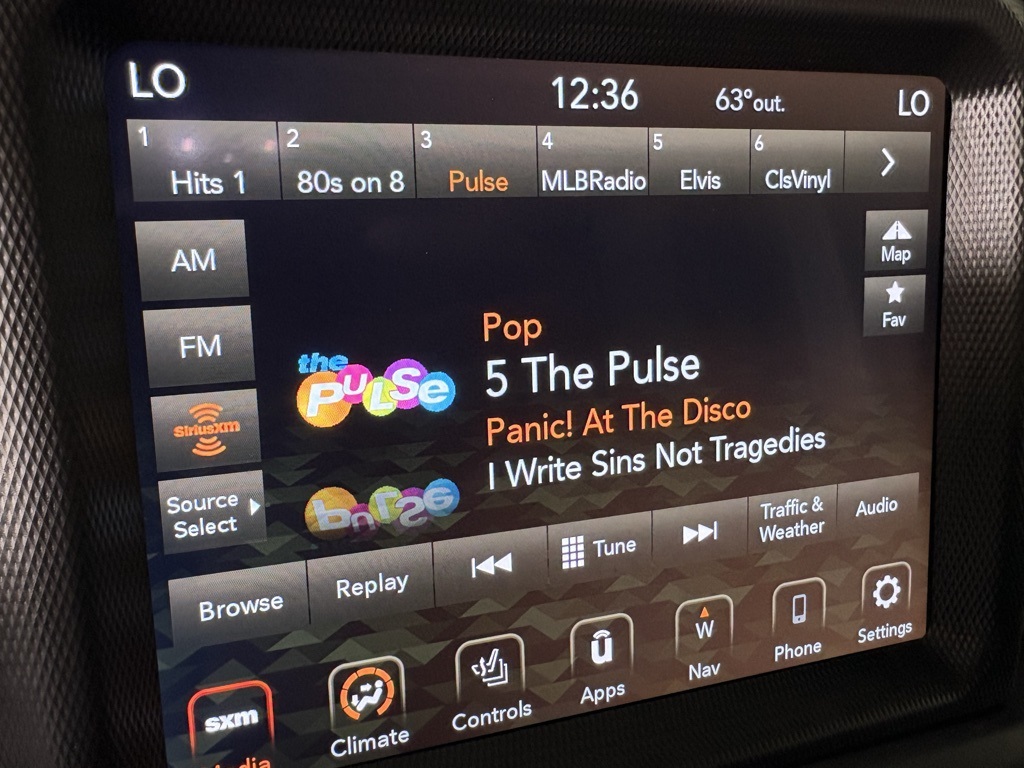 LO
12:36
63° out.
LO
1
Hits 1
2
80s on 8
3
Pulse
4
MLBRadio
5
Elvis
6
ClsVinyl
AM
FM
SiriusXM
Source
Select
the
PULSe
Pop
5 The Pulse
Panic! At The Disco
I Write Sins Not Tragedies
Map
Fav
Browse
Replay
Tune
Traffic &
Weather
Audio
sxm
Climate
Controls
u
Apps
W
Nav
Phone
Settings